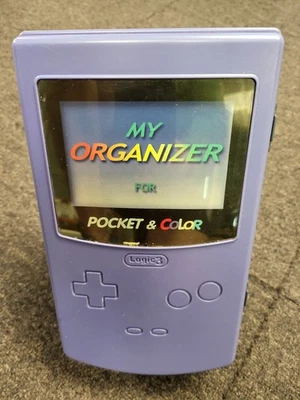 MY
ORGANIZER
FOR
POCKET & COLOR
Logic3